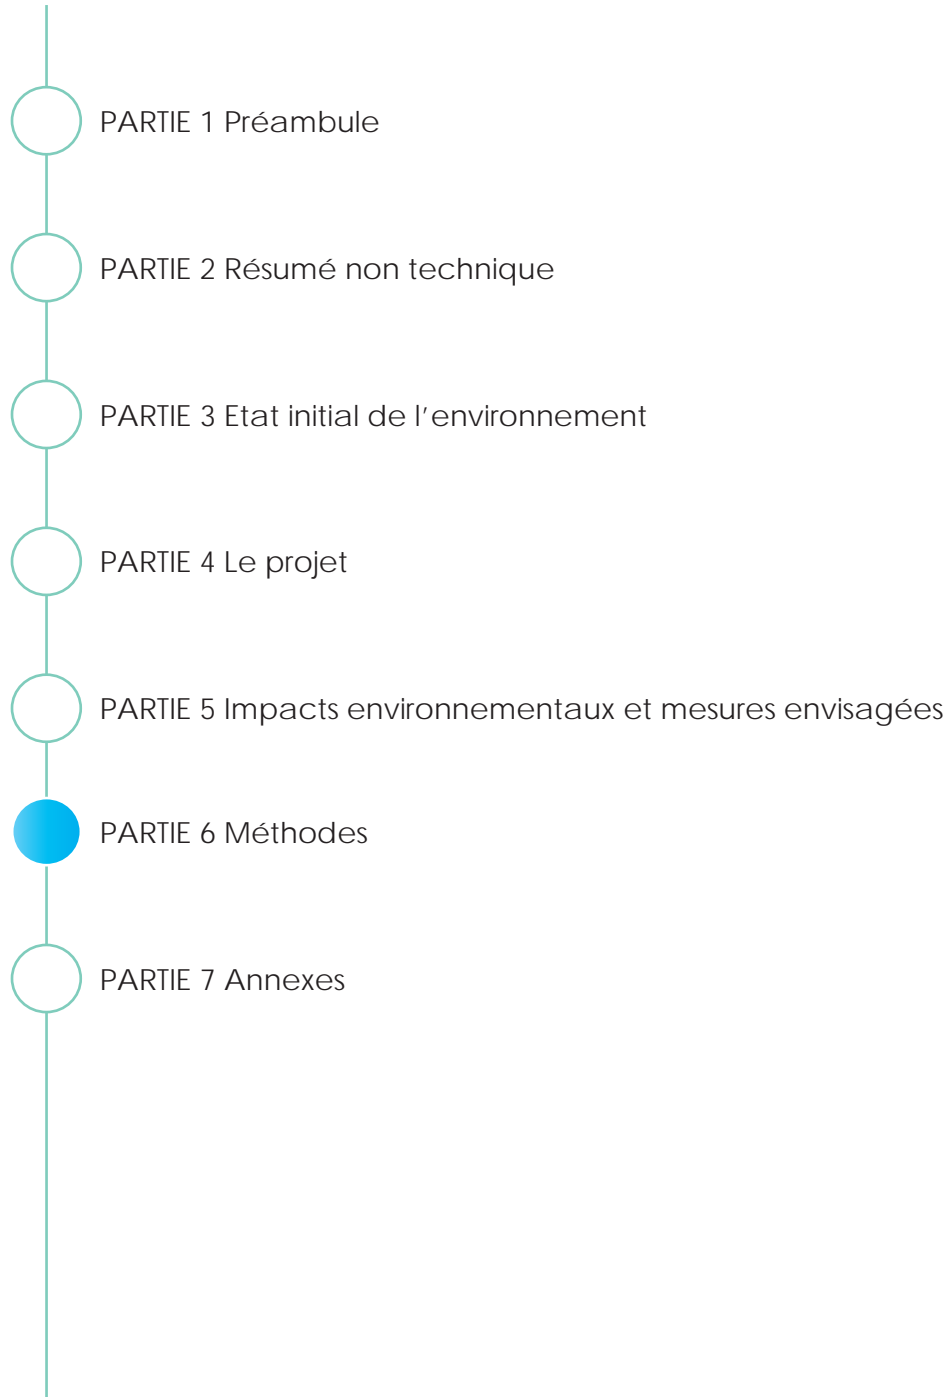 PARTIE 1 Préambule
PARTIE 2 Résumé non technique
PARTIE 3 Etat initial de l’environnement
PARTIE 4 Le projet
PARTIE 5 Impacts environnementaux et mesures envisagées
PARTIE 6 Méthodes
PARTIE 7 Annexes